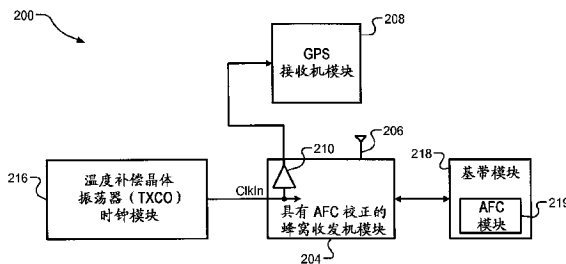 200
208
GPS
接收机模块
210
206
216
温度补偿晶体
振荡器（TXCO）
时钟模块
ClkIn
具有 AFC 校正的
蜂窝收发机模块
204
218
基带模块
AFC
模块
219